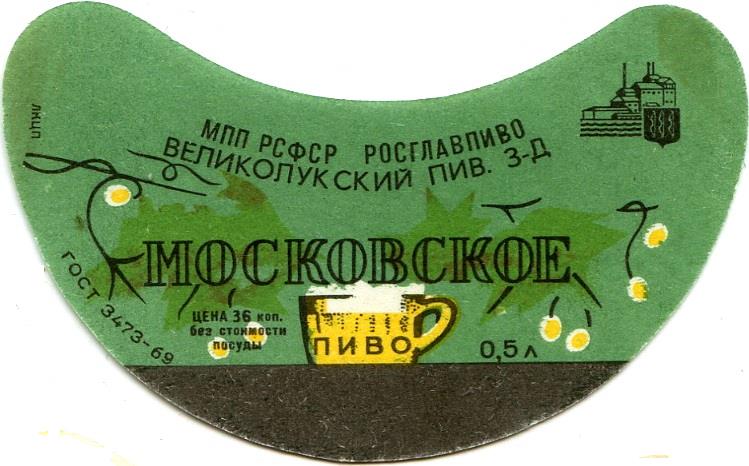 МПП РСФСР РОСГЛАВПИВО
ВЕЛИКОЛУКСКИЙ ПИВ. З-Д
ЛКЦП
МОСКОВСКОЕ
ЦЕНА 36 коп.
без стоимости
посуды
ПИВО
0,5 л
ГОСТ 3473-69